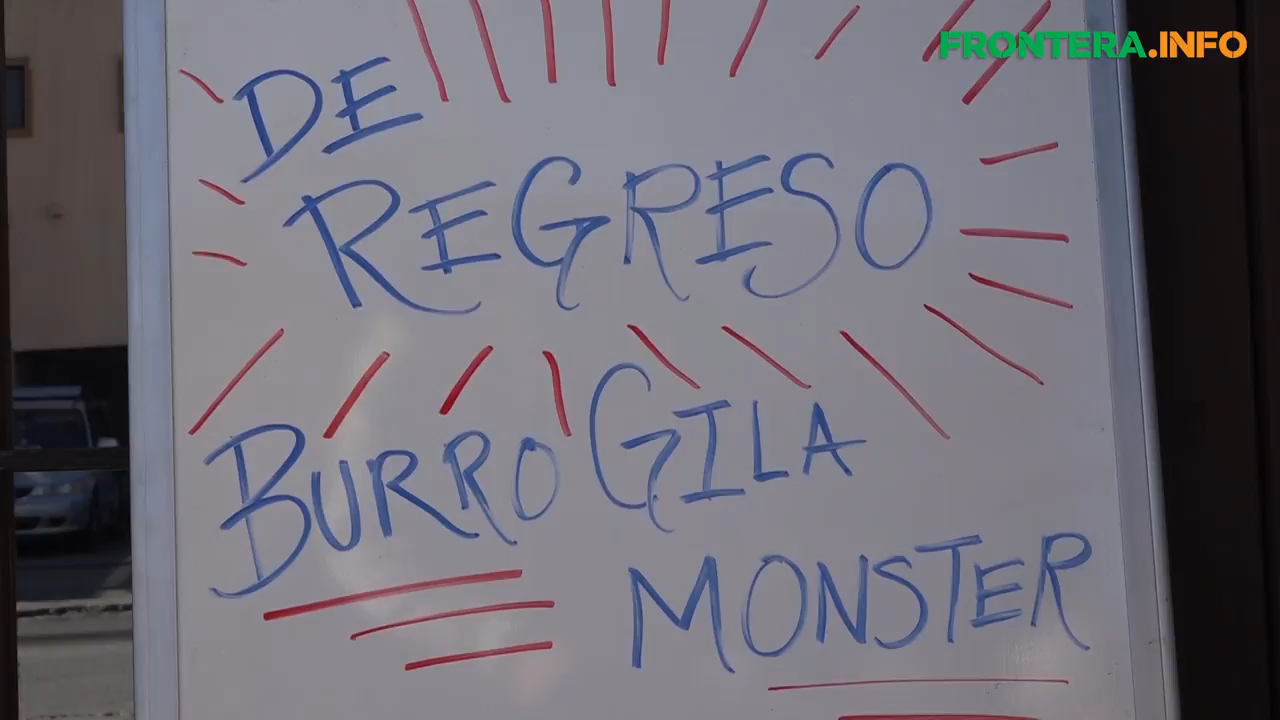 FRONTERA.INFO
DE
REGRESO
BURRO GILA
MONSTER